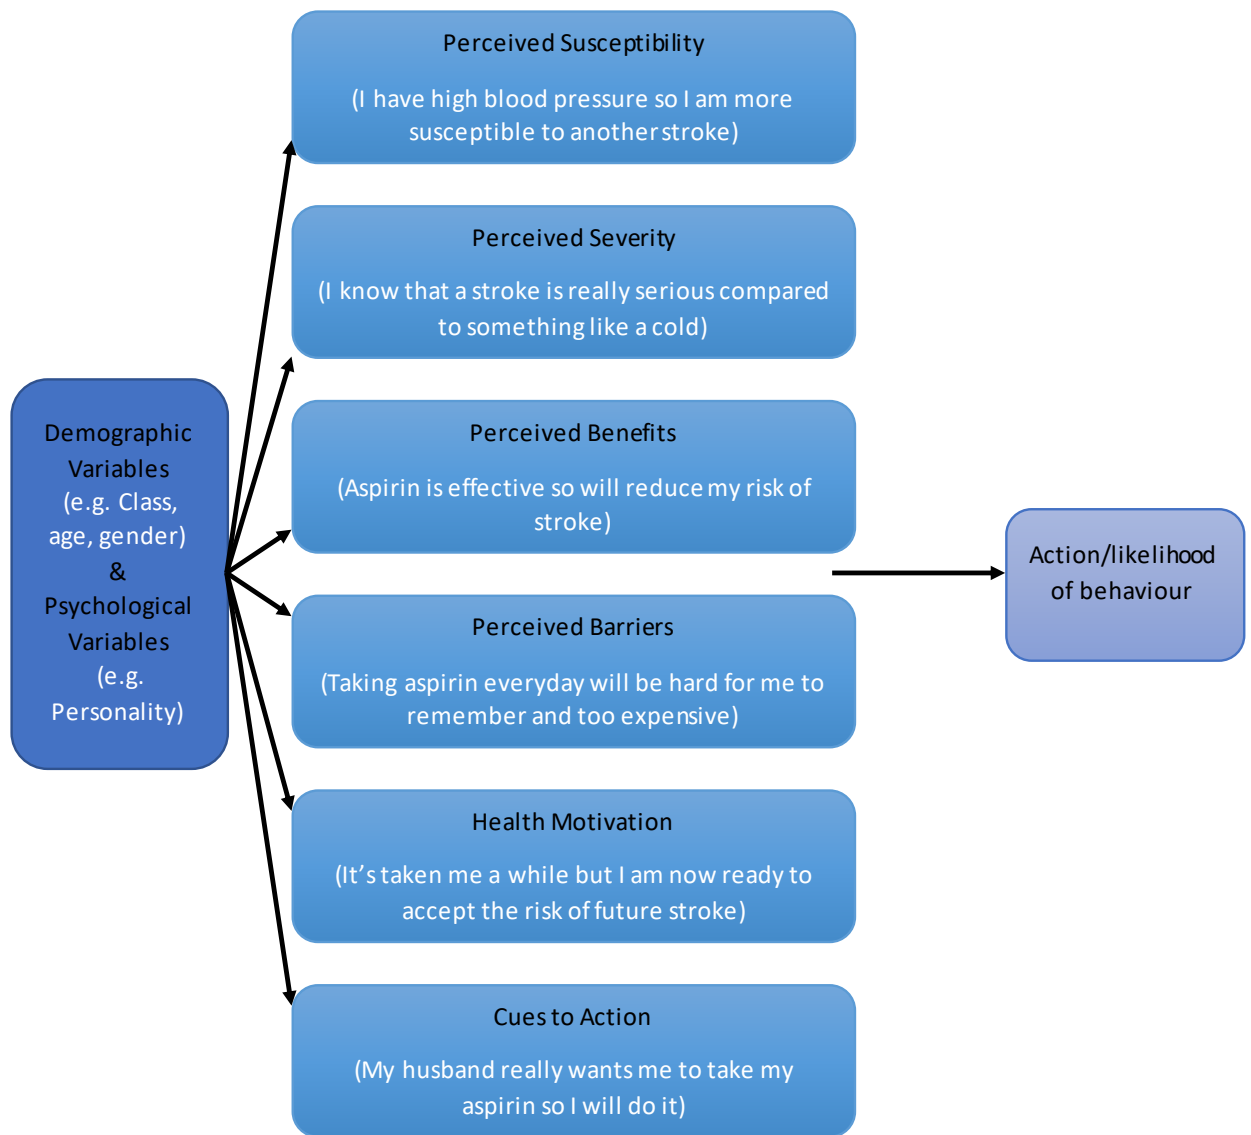 Perceived Susceptibility
(I have high blood pressure so I am more
susceptible to another stroke)
Perceived Severity
(I know that a stroke is really serious compared
to something like a cold)
Demographic
Variables
(e.g. Class,
age, gender)
&
Psychological
Variables
(e.g.
Personality)
Perceived Benefits
(Aspirin is effective so will reduce my risk of
stroke)
Perceived Barriers
(Taking aspirin everyday will be hard for me to
remember and too expensive)
Health Motivation
(It’s taken me a while but I am now ready to
accept the risk of future stroke)
Cues to Action
(My husband really wants me to take my
aspirin so I will do it)
Action/likelihood
of behaviour